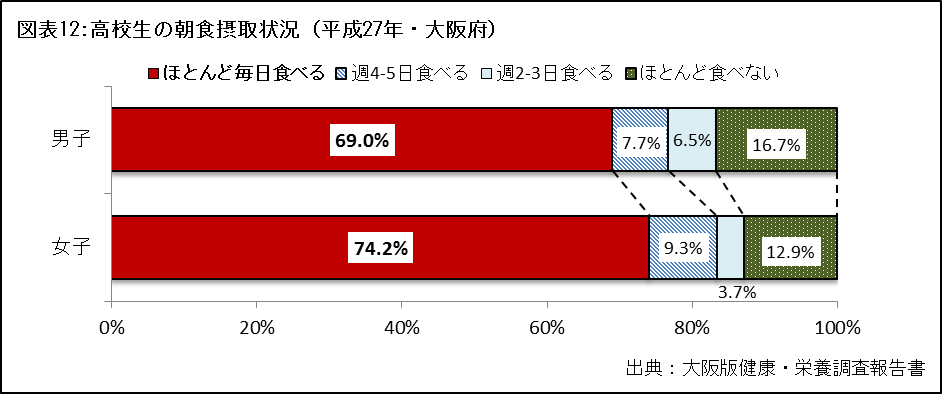 図表12:高校生の朝食摂取状況（平成27年・大阪府）
ほとんど毎日食べる 週4-5日食べる 週2-3日食べる ほとんど食べない
男子 69.0% 7.7% 6.5% 16.7%
女子 74.2% 9.3% 3.7% 12.9%
0% 20% 40% 60% 80% 100%
出典：大阪版健康・栄養調査報告書